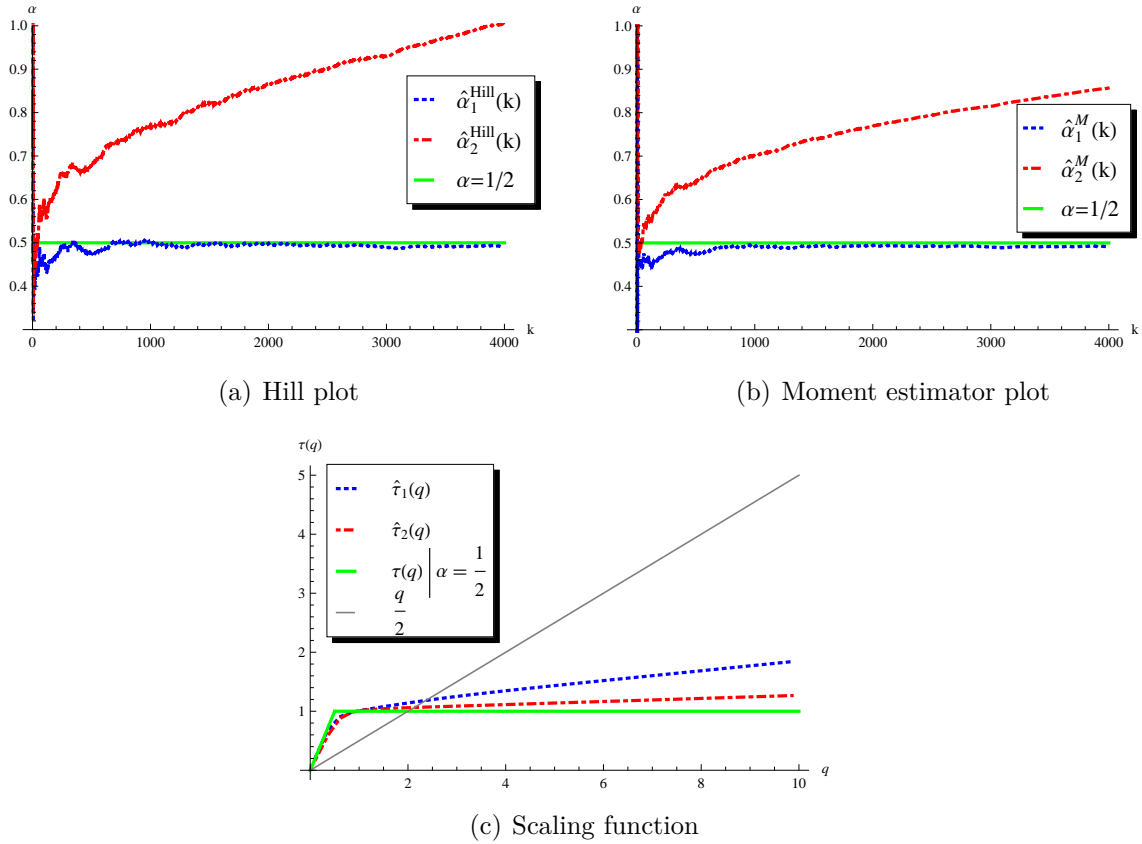 α
1.0
0.9
0.8
0.7
0.6
0.5
0.4
0 1000 2000 3000 4000 k
α̂₁^Hill(k)
α̂₂^Hill(k)
α=1/2
(a) Hill plot
α
1.0
0.9
0.8
0.7
0.6
0.5
0.4
0 1000 2000 3000 4000 k
α̂₁^M(k)
α̂₂^M(k)
α=1/2
(b) Moment estimator plot
τ(q)
5
4
3
2
1
2 4 6 8 10 q
τ̂₁(q)
τ̂₂(q)
τ(q) | α = 1/2
q/2
(c) Scaling function